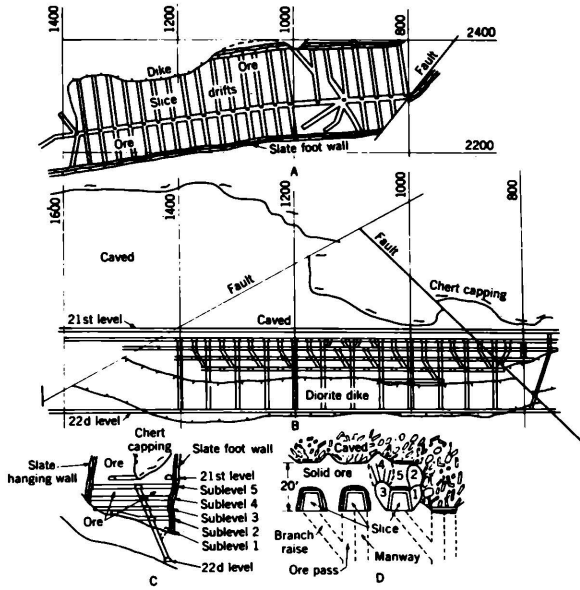 1400
1200
1000
800
2400
Dike
Ore
Fault
Slice drifts
Ore
Slate foot wall
2200
A
1600
1400
1200
1000
800
Caved
Fault
Fault
Chert capping
21st level
Caved
Diorite dike
22d level
B
Chert
capping
Slate foot wall
Ore
Slate
hanging wall
21st level
Sublevel 5
Sublevel 4
Ore
Sublevel 3
Sublevel 2
Sublevel 1
22d level
C
Caved
Solid ore
4
5
2
20'
3
1
Slice
Branch
raise
Manway
Ore pass
D